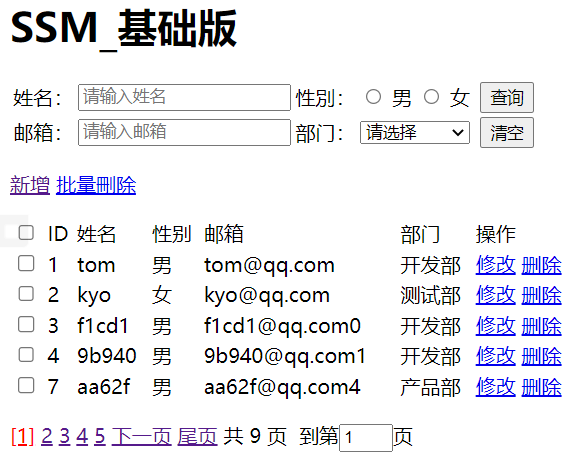 SSM_基础版
姓名： 请输入姓名 性别： 男 女 查询
邮箱： 请输入邮箱 部门： 请选择 清空
新增 批量刪除
ID 姓名 性别 邮箱 部门 操作
1 tom 男 tom@qq.com 开发部 修改 删除
2 kyo 女 kyo@qq.com 测试部 修改 删除
3 f1cd1 男 f1cd1@qq.com0 开发部 修改 删除
4 9b940 男 9b940@qq.com1 开发部 修改 删除
7 aa62f 男 aa62f@qq.com4 产品部 修改 删除
[1] 2 3 4 5 下一页 尾页 共 9 页 到第 1 页